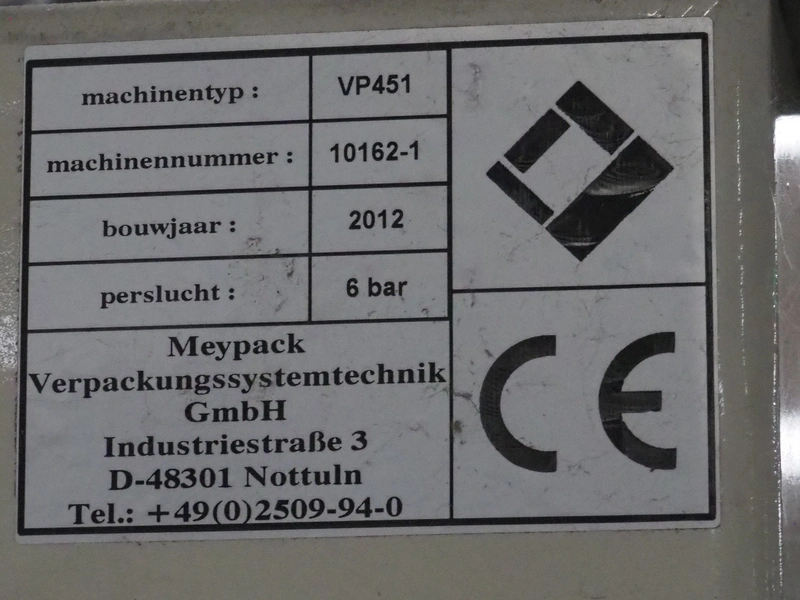 machinentyp : VP451
machinennummer : 10162-1
bouwjaar : 2012
perslucht : 6 bar
Meypack
Verpackungssystemtechnik
GmbH
Industriestraße 3
D-48301 Nottuln
Tel.: +49(0)2509-94-0
CE